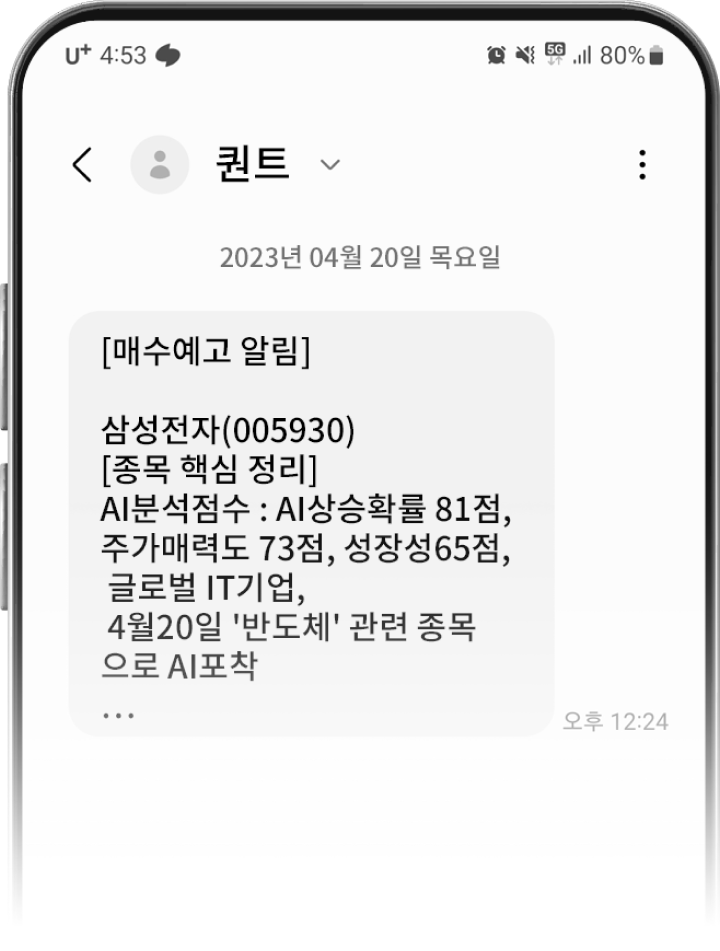 U+ 4:53 5G 80%
퀀트
2023년 04월 20일 목요일
[매수예고 알림]
삼성전자(005930)
[종목 핵심 정리]
AI분석점수 : AI상승확률 81점,
주가매력도 73점, 성장성65점,
글로벌 IT기업,
4월20일 '반도체' 관련 종목
으로 AI포착
...
오후 12:24